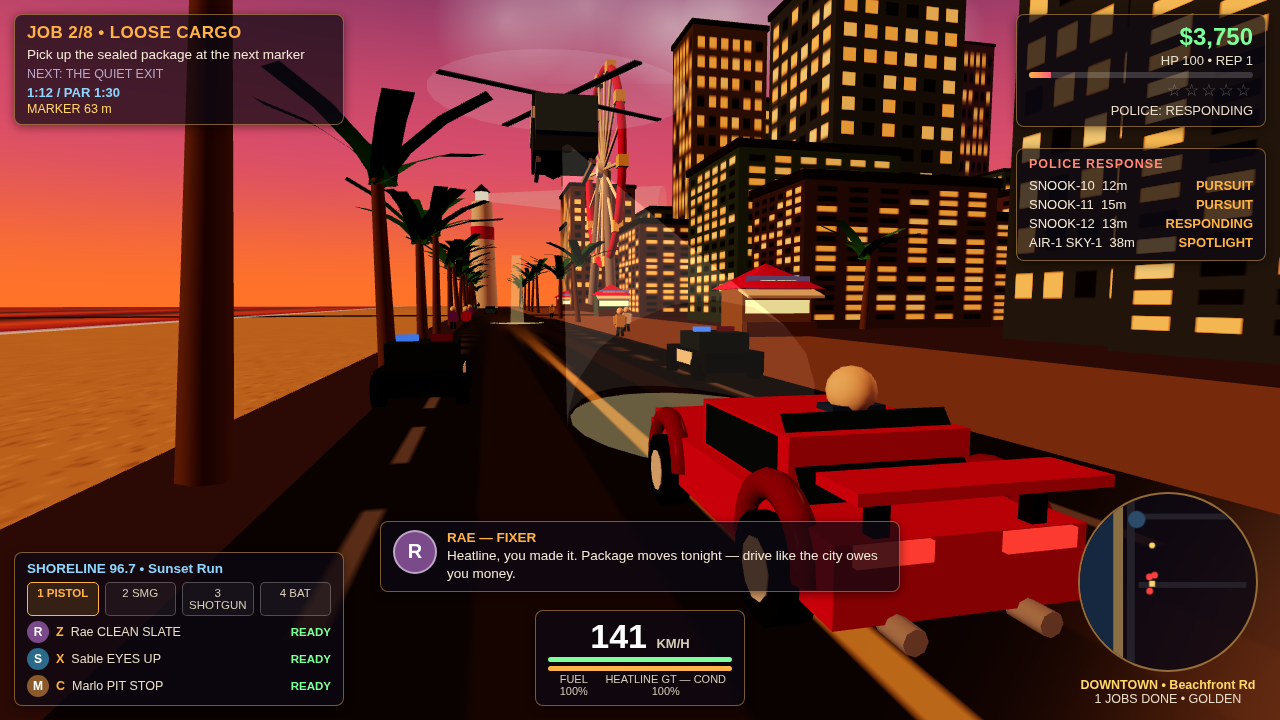 JOB 2/8 • LOOSE CARGO
Pick up the sealed package at the next marker
NEXT: THE QUIET EXIT
1:12 / PAR 1:30
MARKER 63 m
$3,750
HP 100 • REP 1
☆☆☆☆☆
POLICE: RESPONDING
POLICE RESPONSE
SNOOK-10 12m PURSUIT
SNOOK-11 15m PURSUIT
SNOOK-12 13m RESPONDING
AIR-1 SKY-1 38m SPOTLIGHT
R
RAE — FIXER
Heatline, you made it. Package moves tonight — drive like the city owes
you money.
SHORELINE 96.7 • Sunset Run
1 PISTOL 2 SMG 3 SHOTGUN 4 BAT
R Z Rae CLEAN SLATE READY
S X Sable EYES UP READY
M C Marlo PIT STOP READY
141 KM/H
FUEL HEATLINE GT — COND
100% 100%
DOWNTOWN • Beachfront Rd
1 JOBS DONE • GOLDEN